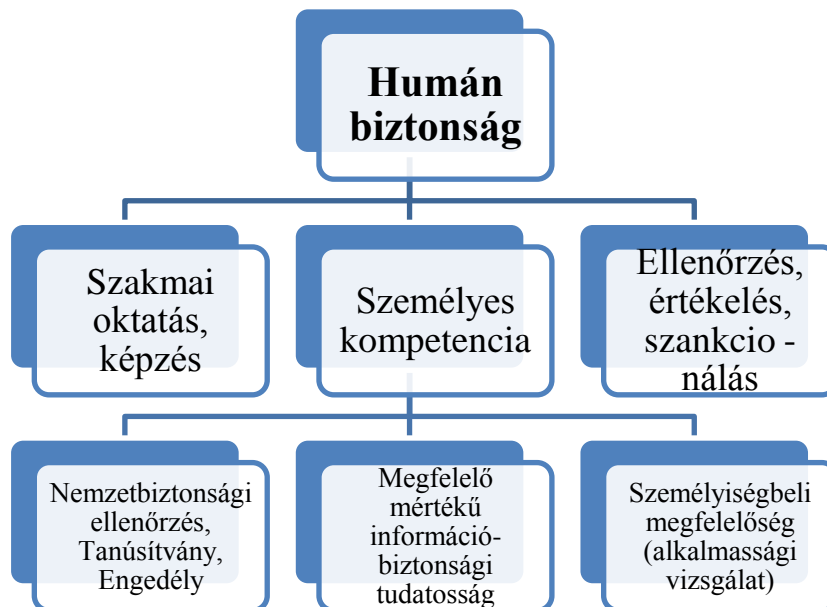 Humán
biztonság
Szakmai
oktatás,
képzés
Személyes
kompetencia
Ellenőrzés,
értékelés,
szankcio -
nálás
Nemzetbiztonsági
ellenőrzés,
Tanúsítvány,
Engedély
Megfelelő
mértékű
információ-
biztonsági
tudatosság
Személyiségbeli
megfelelőség
(alkalmassági
vizsgálat)